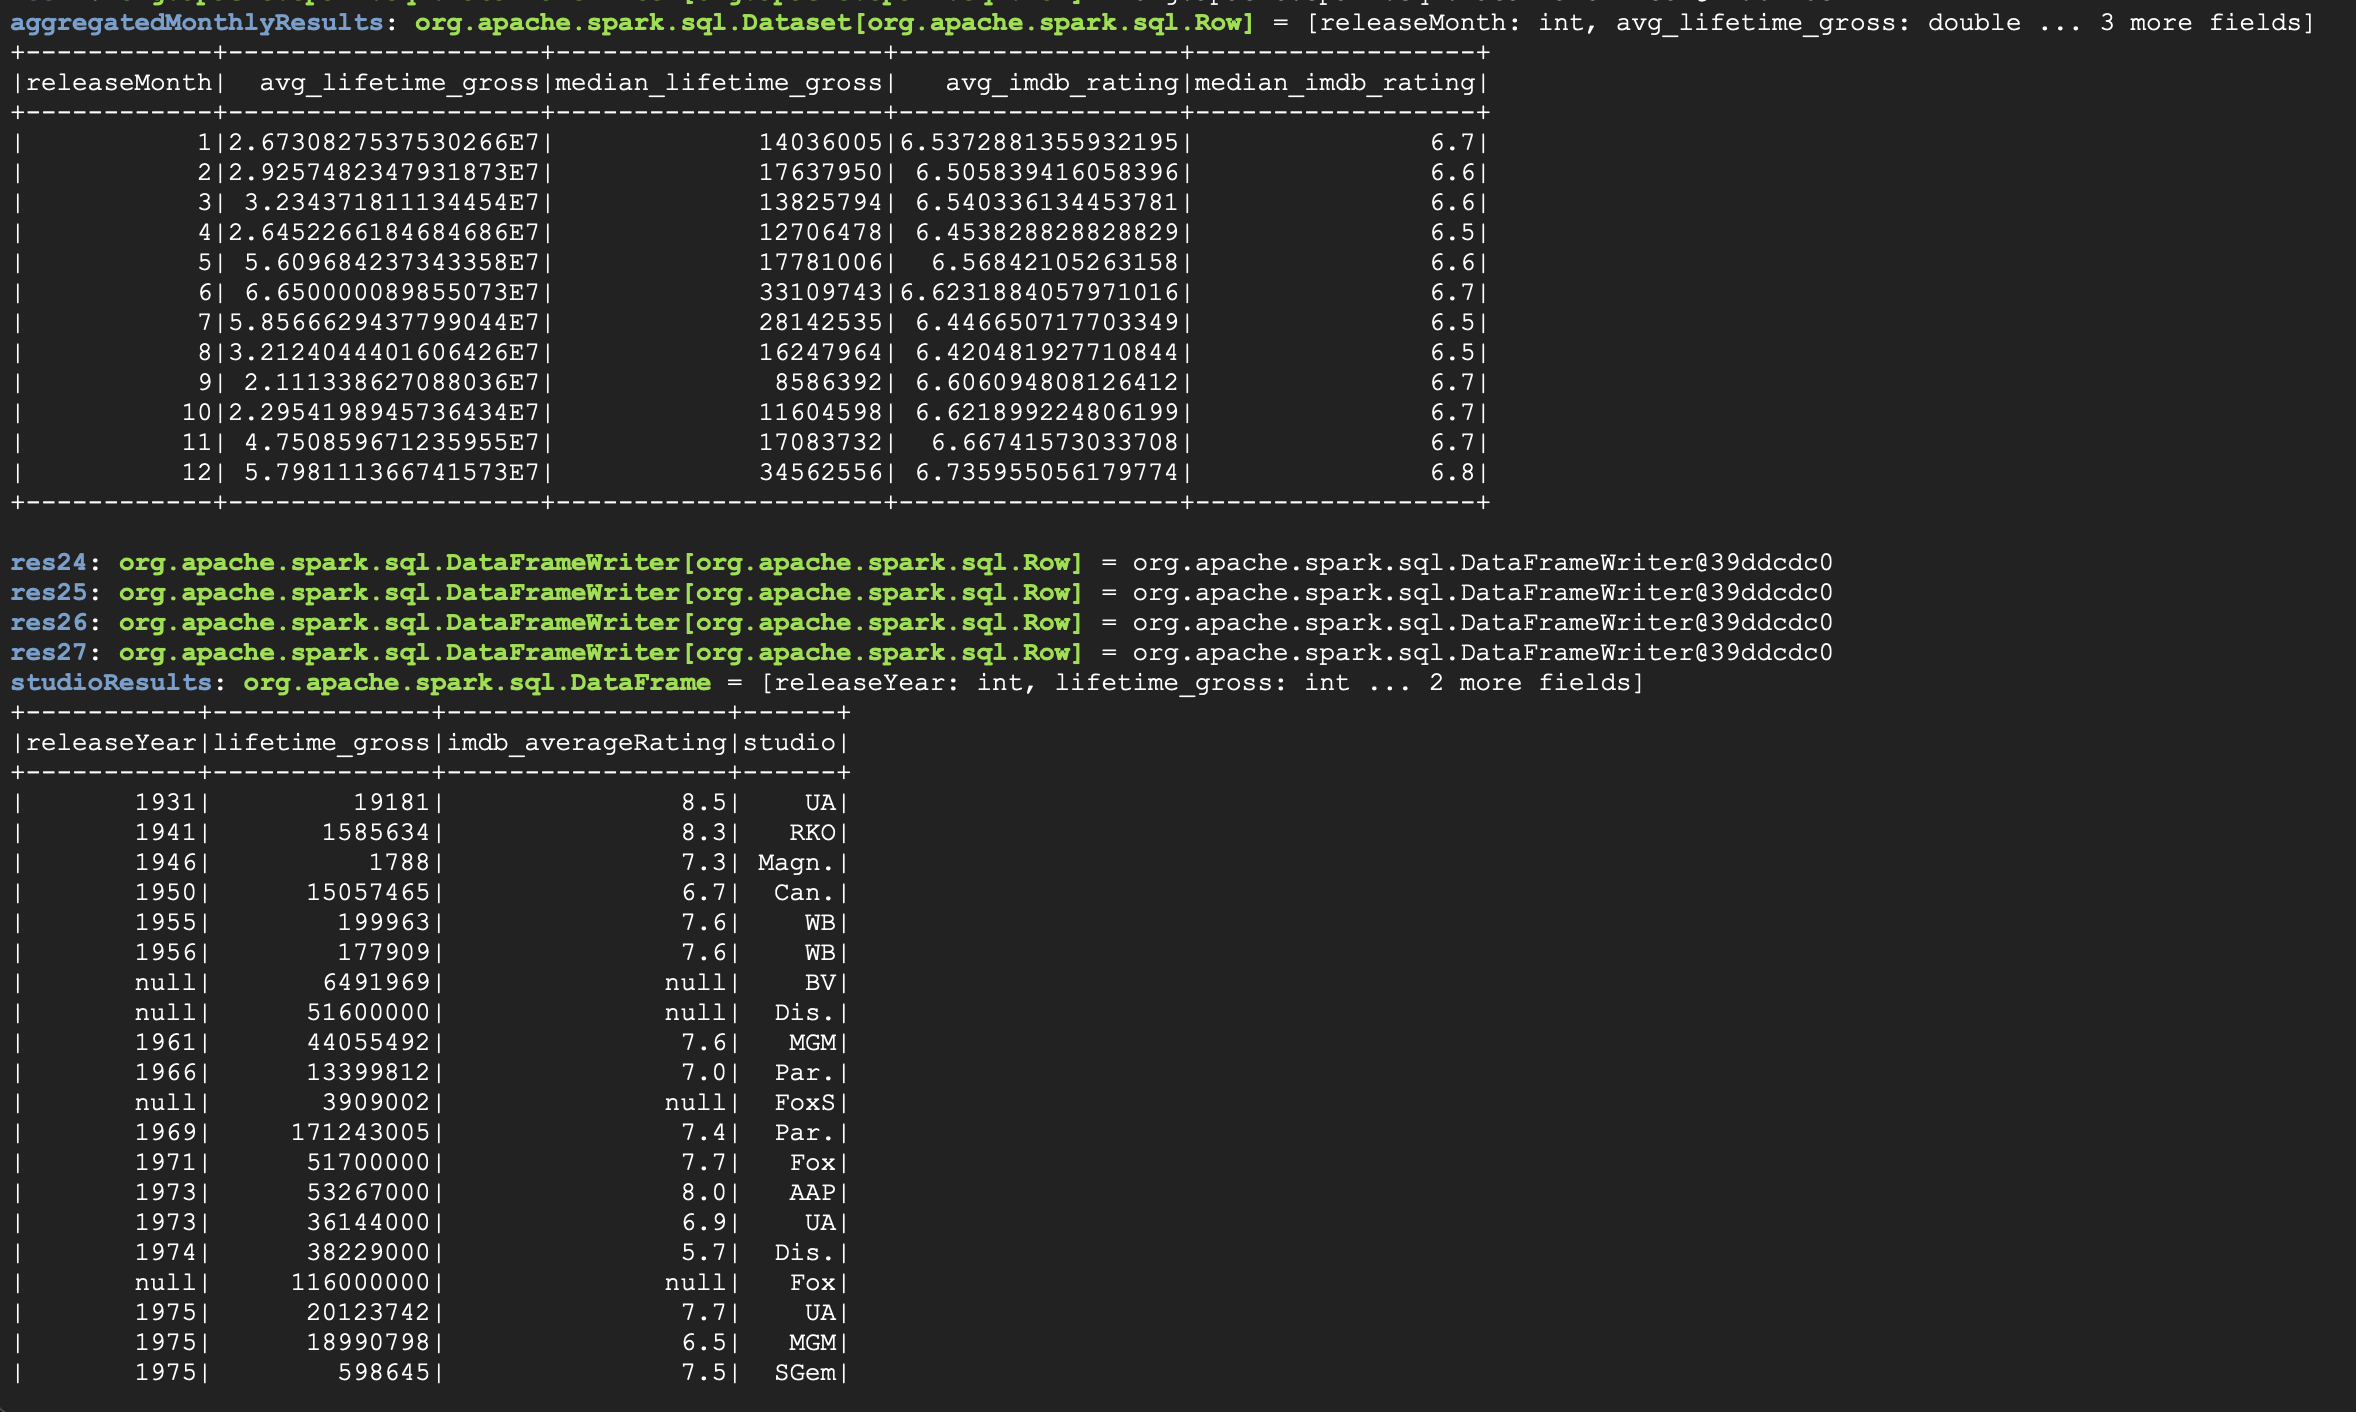 aggregatedMonthlyResults: org.apache.spark.sql.Dataset[org.apache.spark.sql.Row] = [releaseMonth: int, avg_lifetime_gross: double ... 3 more fields]
+------------+-------------------+---------------------+-----------------+------------------+
|releaseMonth|  avg_lifetime_gross|median_lifetime_gross|   avg_imdb_rating|median_imdb_rating|
+------------+-------------------+---------------------+-----------------+------------------+
|           1|2.6730827537530266E7|             14036005|6.5372881355932195|               6.7|
|           2|2.9257482347931873E7|             17637950| 6.505839416058396|               6.6|
|           3| 3.234371811134454E7|             13825794| 6.540336134453781|               6.6|
|           4|2.6452266184684686E7|             12706478| 6.453828828828829|               6.5|
|           5| 5.609684237343358E7|             17781006|  6.56842105263158|               6.6|
|           6| 6.650000089855073E7|             33109743|6.6231884057971016|               6.7|
|           7|5.8566629437799044E7|             28142535| 6.446650717703349|               6.5|
|           8|3.2124044401606426E7|             16247964| 6.420481927710844|               6.5|
|           9| 2.111338627088036E7|              8586392| 6.606094808126412|               6.7|
|          10|2.2954198945736434E7|             11604598| 6.621899224806199|               6.7|
|          11| 4.750859671235955E7|             17083732|  6.66741573033708|               6.7|
|          12| 5.798111366741573E7|             34562556| 6.735955056179774|               6.8|
+------------+-------------------+---------------------+-----------------+------------------+
res24: org.apache.spark.sql.DataFrameWriter[org.apache.spark.sql.Row] = org.apache.spark.sql.DataFrameWriter@39ddcdc0
res25: org.apache.spark.sql.DataFrameWriter[org.apache.spark.sql.Row] = org.apache.spark.sql.DataFrameWriter@39ddcdc0
res26: org.apache.spark.sql.DataFrameWriter[org.apache.spark.sql.Row] = org.apache.spark.sql.DataFrameWriter@39ddcdc0
res27: org.apache.spark.sql.DataFrameWriter[org.apache.spark.sql.Row] = org.apache.spark.sql.DataFrameWriter@39ddcdc0
studioResults: org.apache.spark.sql.DataFrame = [releaseYear: int, lifetime_gross: int ... 2 more fields]
+-----------+--------------+------------------+------+
|releaseYear|lifetime_gross|imdb_averageRating|studio|
+-----------+--------------+------------------+------+
|       1931|         19181|               8.5|    UA|
|       1941|       1585634|               8.3|   RKO|
|       1946|          1788|               7.3| Magn.|
|       1950|      15057465|               6.7|  Can.|
|       1955|        199963|               7.6|    WB|
|       1956|        177909|               7.6|    WB|
|       null|       6491969|              null|    BV|
|       null|      51600000|              null|  Dis.|
|       1961|      44055492|               7.6|   MGM|
|       1966|      13399812|               7.0|  Par.|
|       null|       3909002|              null|  FoxS|
|       1969|     171243005|               7.4|  Par.|
|       1971|      51700000|               7.7|   Fox|
|       1973|      53267000|               8.0|   AAP|
|       1973|      36144000|               6.9|    UA|
|       1974|      38229000|               5.7|  Dis.|
|       null|     116000000|              null|   Fox|
|       1975|      20123742|               7.7|    UA|
|       1975|      18990798|               6.5|   MGM|
|       1975|        598645|               7.5|  SGem|